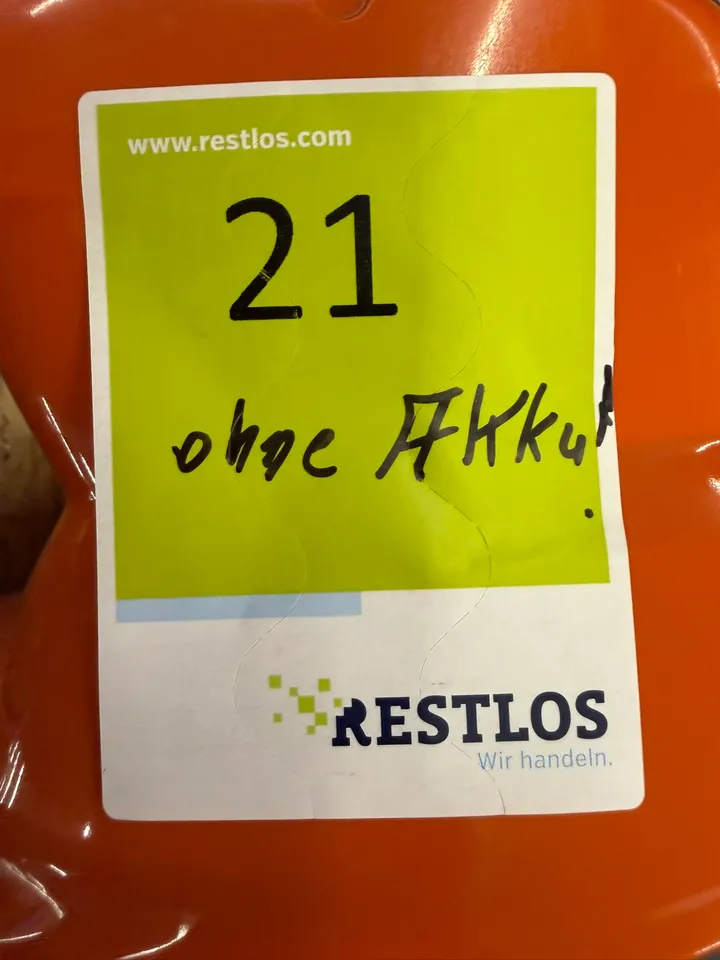 www.restlos.com
21
ohne Akku!
RESTLOS
Wir handeln.